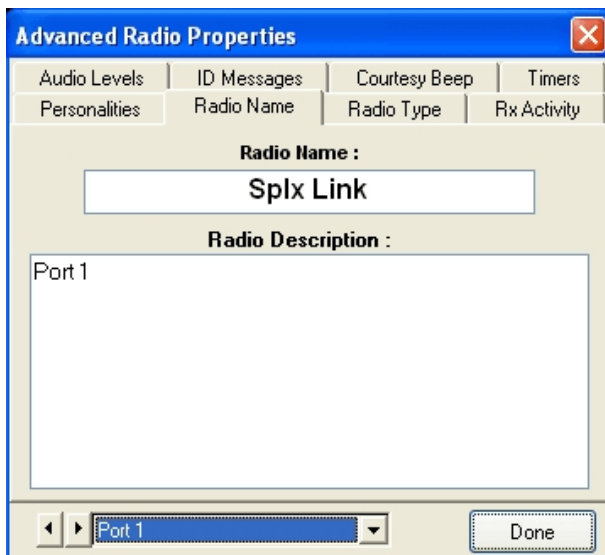 Advanced Radio Properties
Audio Levels ID Messages Courtesy Beep Timers
Personalities Radio Name Radio Type Rx Activity
Radio Name :
Splx Link
Radio Description :
Port 1
Port 1 Done